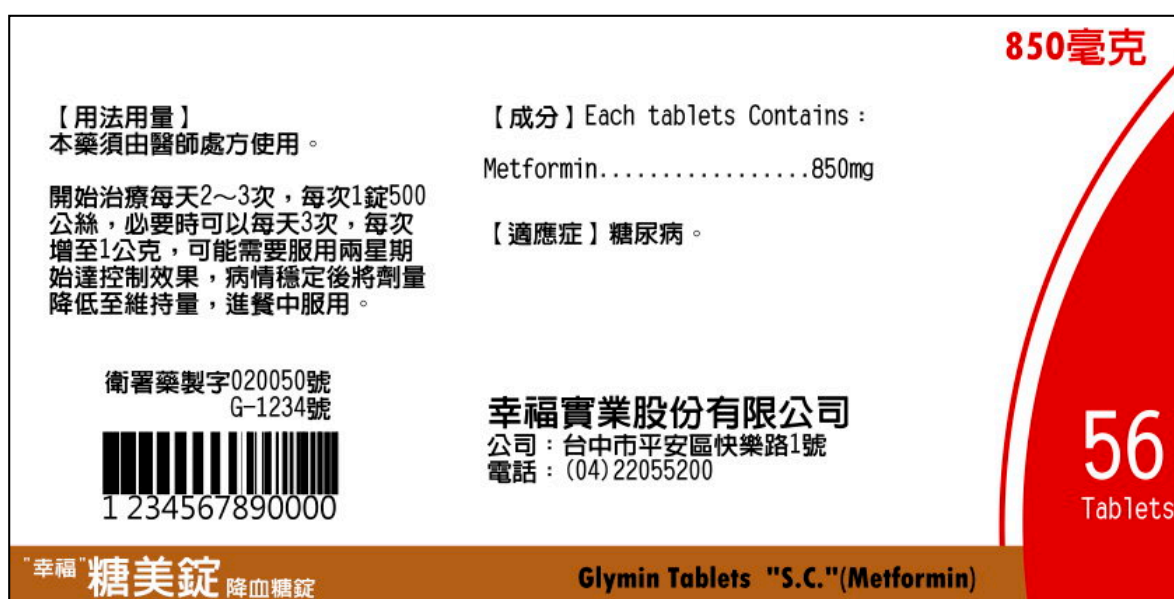 850毫克
【用法用量】
本藥須由醫師處方使用。
開始治療每天2～3次，每次1錠500
公絲，必要時可以每天3次，每次
增至1公克，可能需要服用兩星期
始達控制效果，病情穩定後將劑量
降低至維持量，進餐中服用。
【成分】Each tablets Contains：
Metformin.................850mg
【適應症】糖尿病。
衛署藥製字020050號
G-1234號
1 234567890000
幸福實業股份有限公司
公司：台中市平安區快樂路1號
電話：(04)22055200
56
Tablets
"幸福"糖美錠 降血糖錠
Glymin Tablets "S.C."(Metformin)